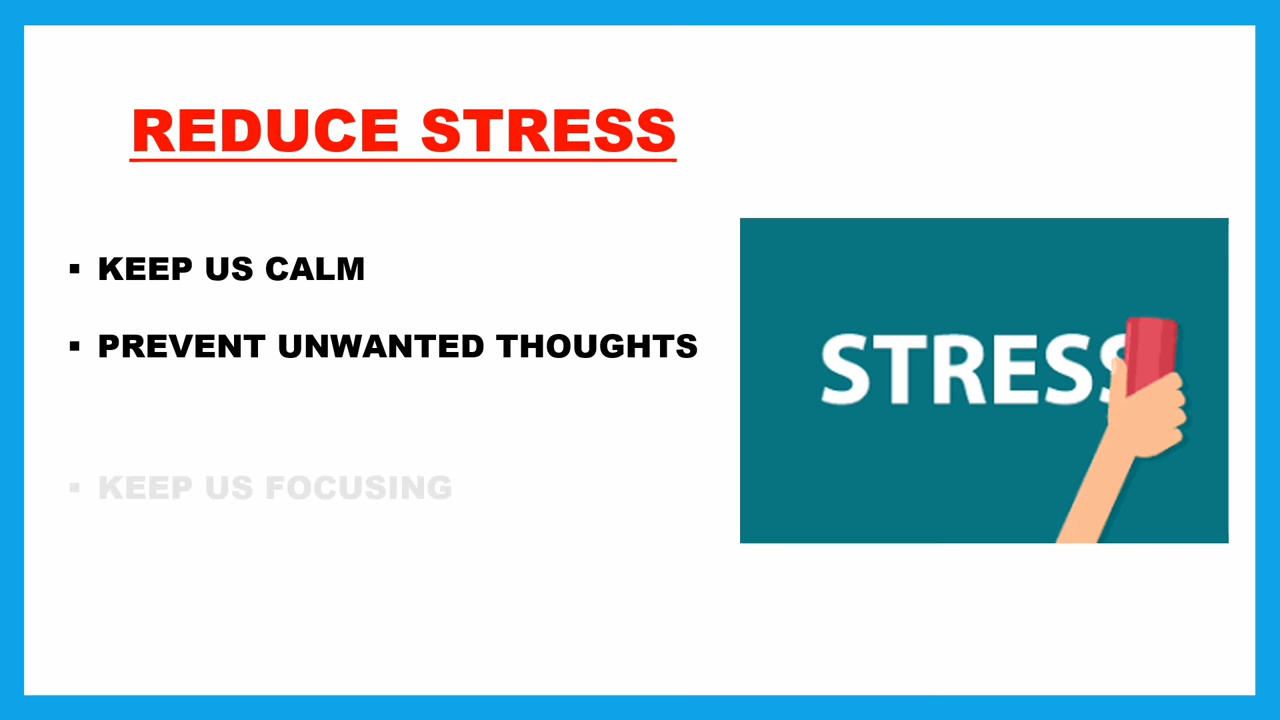 REDUCE STRESS
▪ KEEP US CALM
▪ PREVENT UNWANTED THOUGHTS
▪ KEEP US FOCUSING
STRESS